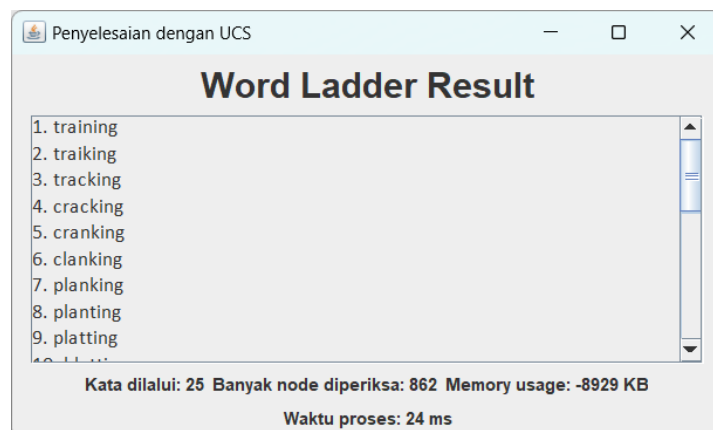 Penyelesaian dengan UCS
Word Ladder Result
1. training
2. traiking
3. tracking
4. cracking
5. cranking
6. clanking
7. planking
8. planting
9. platting
Kata dilalui: 25 Banyak node diperiksa: 862 Memory usage: -8929 KB
Waktu proses: 24 ms